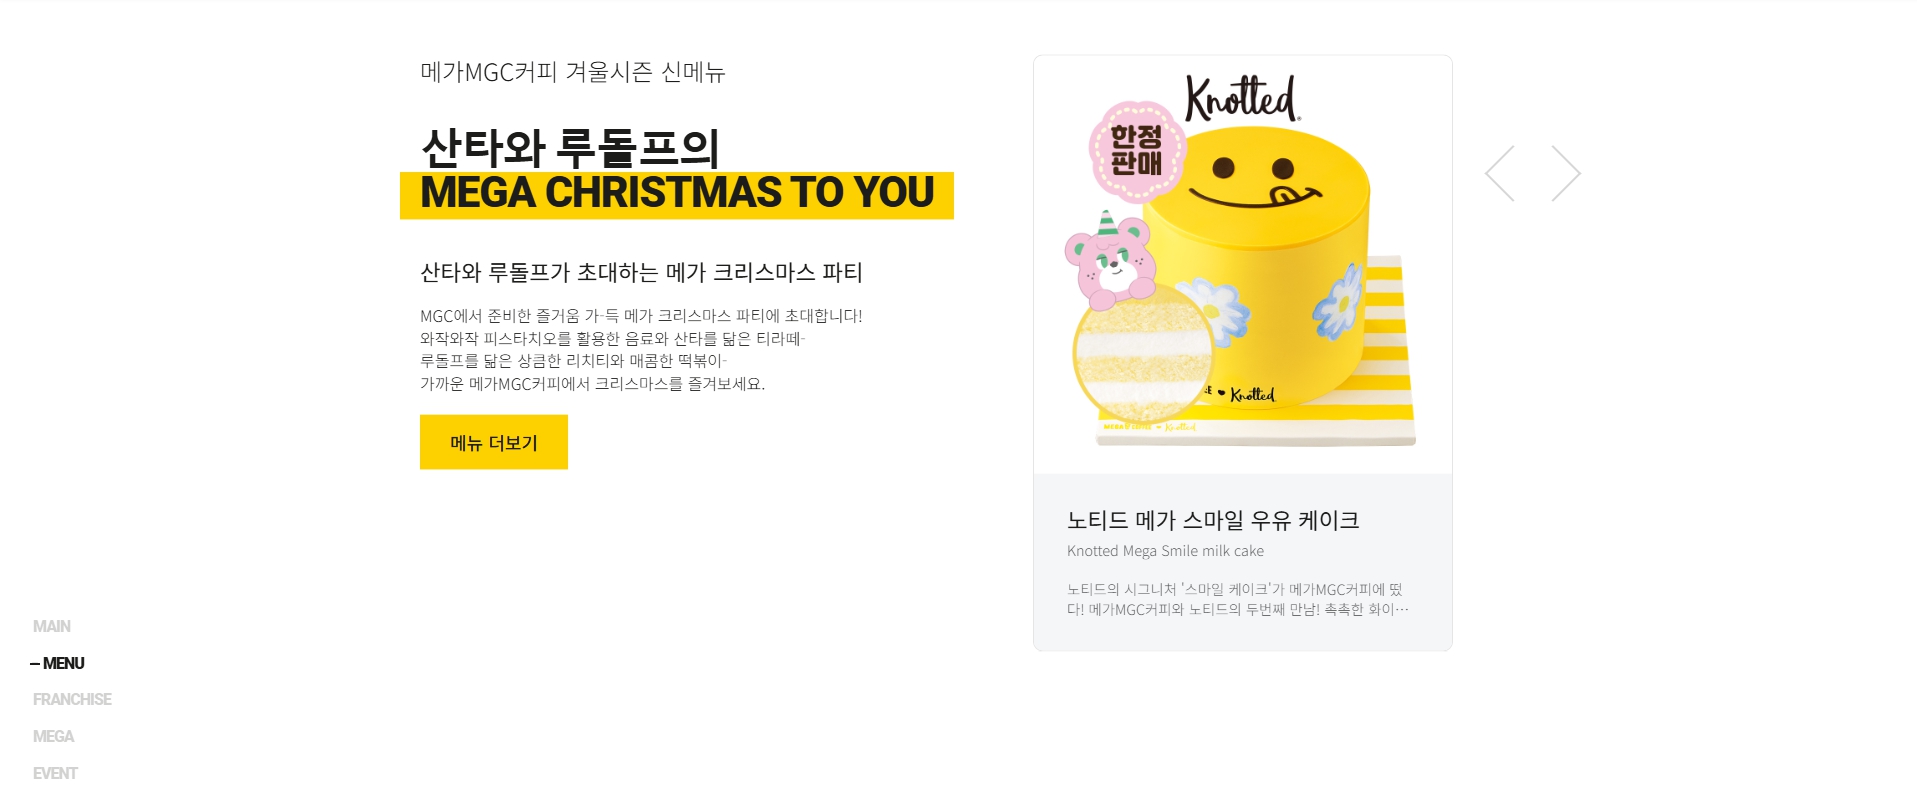 메가MGC커피 겨울시즌 신메뉴
산타와 루돌프의
MEGA CHRISTMAS TO YOU
산타와 루돌프가 초대하는 메가 크리스마스 파티
MGC에서 준비한 즐거움 가-득 메가 크리스마스 파티에 초대합니다!
와작와작 피스타치오를 활용한 음료와 산타를 닮은 티라떼-
루돌프를 닮은 상큼한 리치티와 매콤한 떡볶이-
가까운 메가MGC커피에서 크리스마스를 즐겨보세요.
메뉴 더보기
Knotted
한정
판매
Knotted
MEGA COFFEE Knotted
노티드 메가 스마일 우유 케이크
Knotted Mega Smile milk cake
노티드의 시그니처 '스마일 케이크'가 메가MGC커피에 떴
다! 메가MGC커피와 노티드의 두번째 만남! 촉촉한 화이…
MAIN
MENU
FRANCHISE
MEGA
EVENT